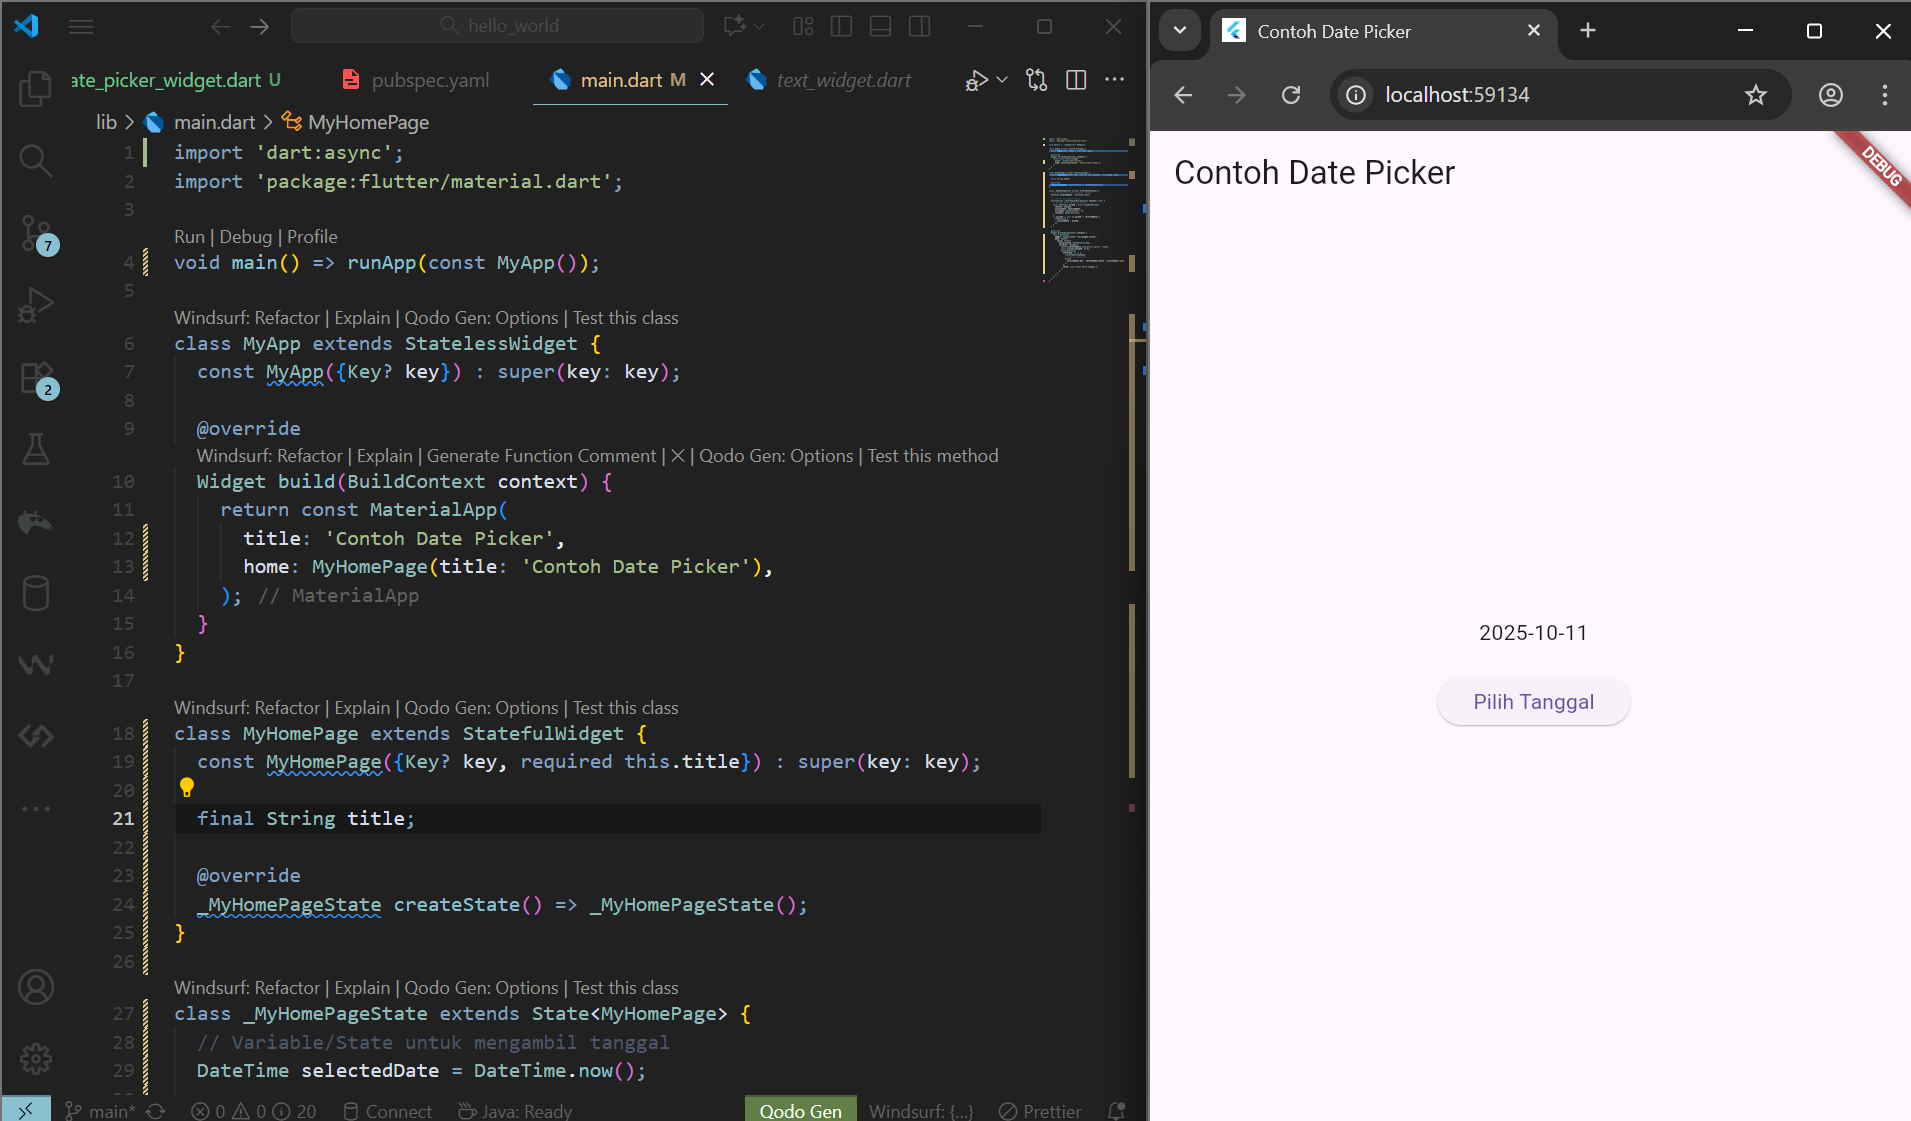 hello_world
ate_picker_widget.dart U
pubspec.yaml
main.dart M
text_widget.dart
lib > main.dart > MyHomePage
1 import 'dart:async';
2 import 'package:flutter/material.dart';
3
Run | Debug | Profile
4 void main() => runApp(const MyApp());
5
Windsurf: Refactor | Explain | Qodo Gen: Options | Test this class
6 class MyApp extends StatelessWidget {
7 const MyApp({Key? key}) : super(key: key);
8
9 @override
Windsurf: Refactor | Explain | Generate Function Comment | X | Qodo Gen: Options | Test this method
10 Widget build(BuildContext context) {
11 return const MaterialApp(
12 title: 'Contoh Date Picker',
13 home: MyHomePage(title: 'Contoh Date Picker'),
14 ); // MaterialApp
15 }
16 }
17
Windsurf: Refactor | Explain | Qodo Gen: Options | Test this class
18 class MyHomePage extends StatefulWidget {
19 const MyHomePage({Key? key, required this.title}) : super(key: key);
20
21 final String title;
22
23 @override
24 _MyHomePageState createState() => _MyHomePageState();
25 }
26
Windsurf: Refactor | Explain | Qodo Gen: Options | Test this class
27 class _MyHomePageState extends State<MyHomePage> {
28 // Variable/State untuk mengambil tanggal
29 DateTime selectedDate = DateTime.now();
7
2
main*
0 0 20
Connect
Java: Ready
Qodo Gen
Windsurf: {...}
Prettier
Contoh Date Picker
localhost:59134
Contoh Date Picker
DEBUG
2025-10-11
Pilih Tanggal